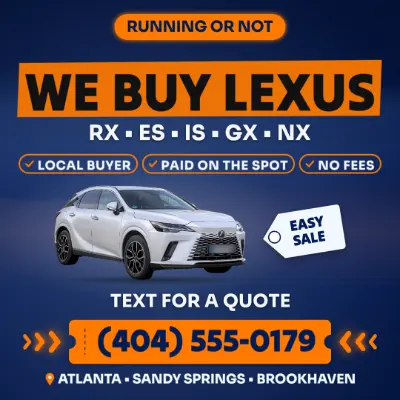 RUNNING OR NOT
WE BUY LEXUS
RX ▪ ES ▪ IS ▪ GX ▪ NX
LOCAL BUYER PAID ON THE SPOT NO FEES
EASY
SALE
TEXT FOR A QUOTE
(404) 555-0179
ATLANTA ▪ SANDY SPRINGS ▪ BROOKHAVEN